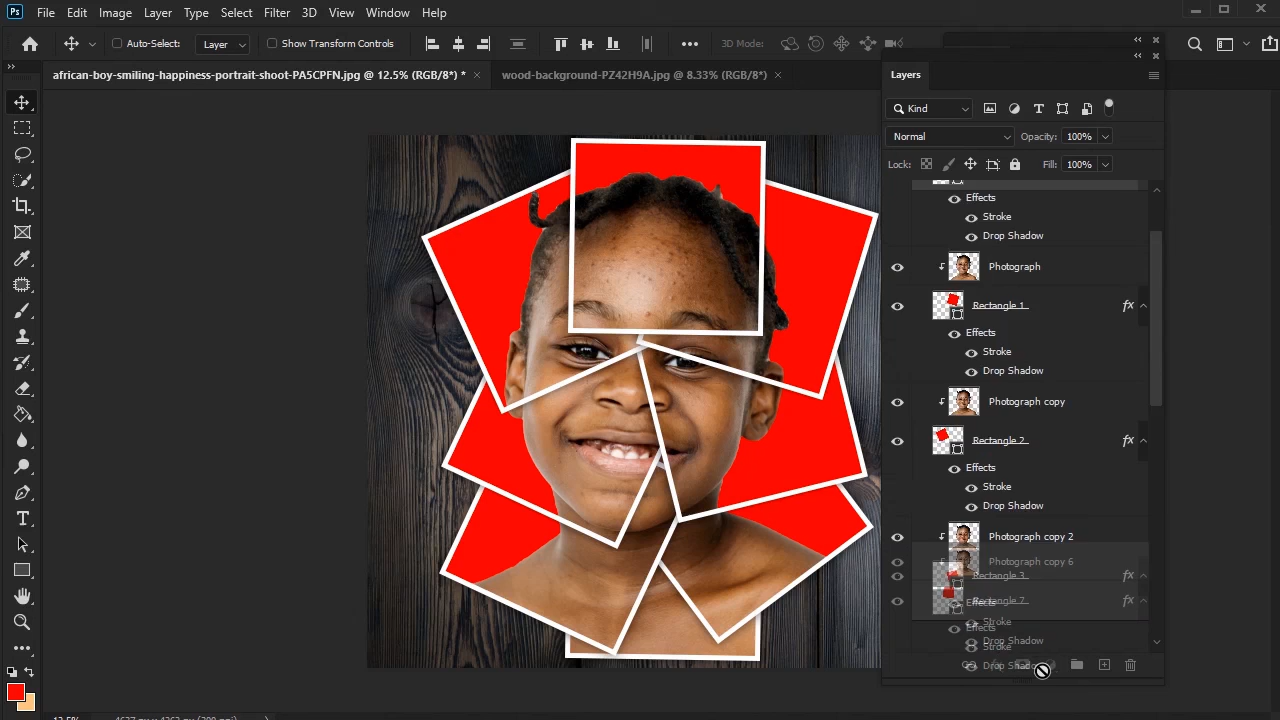 Ps File Edit Image Layer Type Select Filter 3D View Window Help
Auto-Select: Layer Show Transform Controls 3D Mode:
african-boy-smiling-happiness-portrait-shoot-PA5CPFN.jpg @ 12.5% (RGB/8*) * wood-background-PZ42H9A.jpg @ 8.33% (RGB/8*)
Layers
Kind
Normal Opacity: 100%
Lock: Fill: 100%
Effects
Stroke
Drop Shadow
Photograph
Rectangle 1 fx
Effects
Stroke
Drop Shadow
Photograph copy
Rectangle 2 fx
Effects
Stroke
Drop Shadow
Photograph copy 2
Photograph copy 6
Rectangle 3 fx
Rectangle 7 fx
Effects
Stroke
Effects
Drop Shadow
Stroke
Drop Shadow